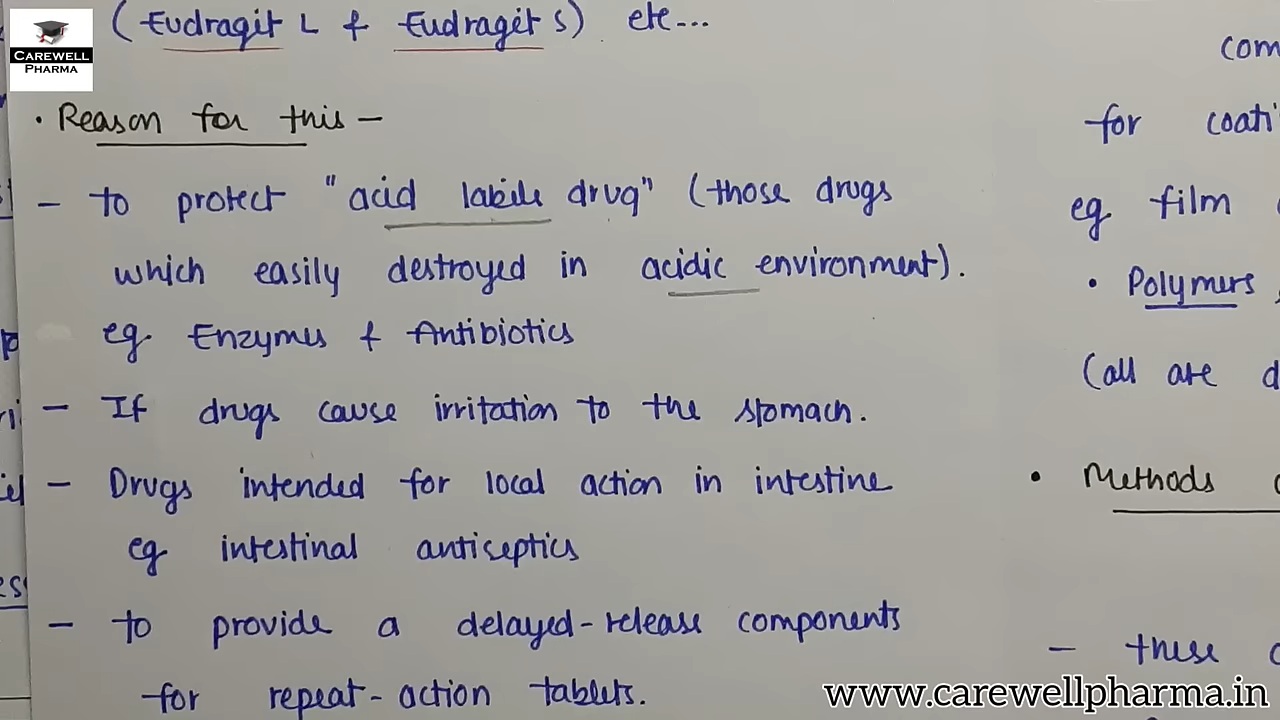 CAREWELL
PHARMA
(Eudragit L & Eudragit S) etc...
• Reason for this –
– to protect "acid labile drug" (those drugs
which easily destroyed in acidic environment).
eg Enzymes & Antibiotics
– If drugs cause irritation to the stomach.
– Drugs intended for local action in intestine
eg intestinal antiseptics
– to provide a delayed-release components
for repeat-action tablets.
for
eg film
• Polymers
(all are
• Methods
– these
www.carewellpharma.in